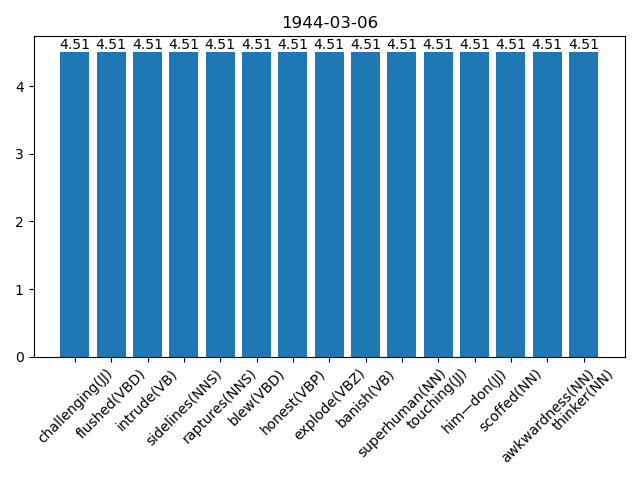 1944-03-06
4.51 4.51 4.51 4.51 4.51 4.51 4.51 4.51 4.51 4.51 4.51 4.51 4.51 4.51 4.51
4
3
2
1
0
challenging(JJ)
flushed(VBD)
intrude(VB)
sidelines(NNS)
raptures(NNS)
blew(VBD)
honest(VBP)
explode(VBZ)
banish(VB)
superhuman(NN)
touching(JJ)
him—don(JJ)
scoffed(NN)
awkwardness(NN)
thinker(NN)